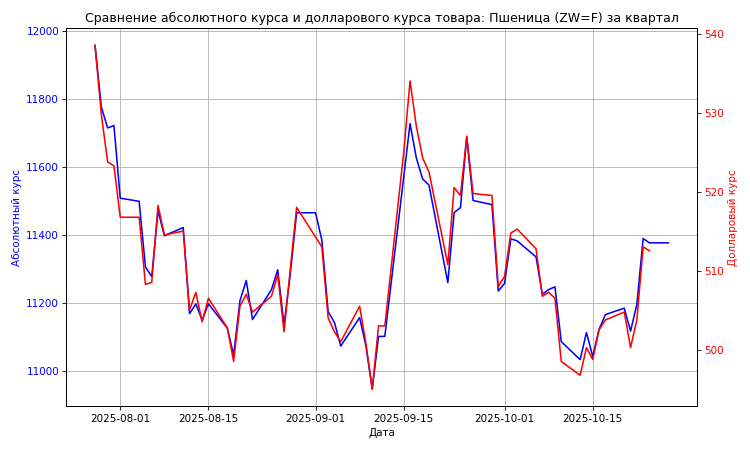 Сравнение абсолютного курса и долларового курса товара: Пшеница (ZW=F) за квартал
12000
11800
11600
11400
11200
11000
Абсолютный курс
540
530
520
510
500
Долларовый курс
2025-08-01 2025-08-15 2025-09-01 2025-09-15 2025-10-01 2025-10-15
Дата